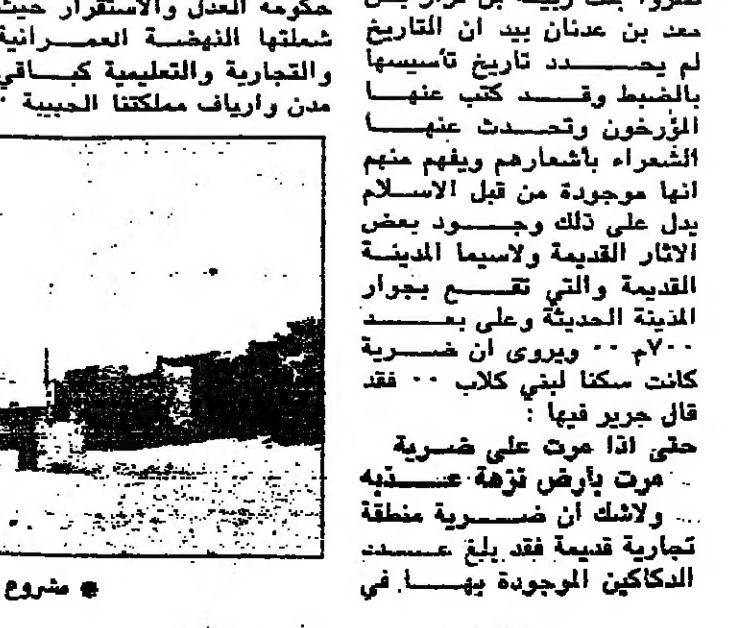 معد بن عدنان بيد ان التاريخ
لم يحدد تاريخ تأسيسها
بالضبط وقد كتب عنها
المؤرخون وتحدث عنها
الشعراء بأشعارهم ويفهم منهم
انها موجودة من قبل الاسلام
يدل على ذلك وجود بعض
الاثار القديمة ولاسيما المدينة
القديمة والتي تقع بجوار
المدينة الحديثة وعلى بعد
٧٠٠م ٠٠ ويروى ان ضرية
كانت سكنا لبني كلاب ٠٠ فقد
قال جرير فيها :
حتى اذا مرت على ضرية
مرت بأرض نزهة عذبه
ولاشك أن ضرية منطقة
تجارية قديمة فقد بلغ عدد
الدكاكين الموجودة بها في
حكومة العدل والاستقرار حيث
شملتها النهضة العمرانية
والتجارية والتعليمية كباقي
مدن وارياف مملكتنا الحبيبة ٠
مشروع